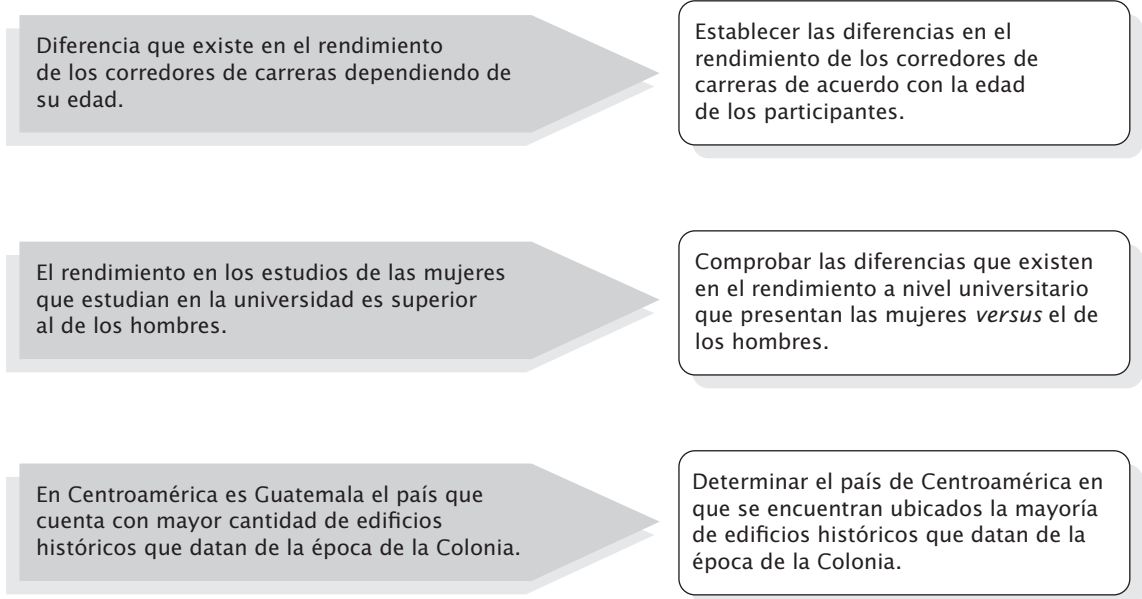 Diferencia que existe en el rendimiento
de los corredores de carreras dependiendo de
su edad.
Establecer las diferencias en el
rendimiento de los corredores de
carreras de acuerdo con la edad
de los participantes.
El rendimiento en los estudios de las mujeres
que estudian en la universidad es superior
al de los hombres.
Comprobar las diferencias que existen
en el rendimiento a nivel universitario
que presentan las mujeres versus el de
los hombres.
En Centroamérica es Guatemala el país que
cuenta con mayor cantidad de edificios
históricos que datan de la época de la Colonia.
Determinar el país de Centroamérica en
que se encuentran ubicados la mayoría
de edificios históricos que datan de la
época de la Colonia.